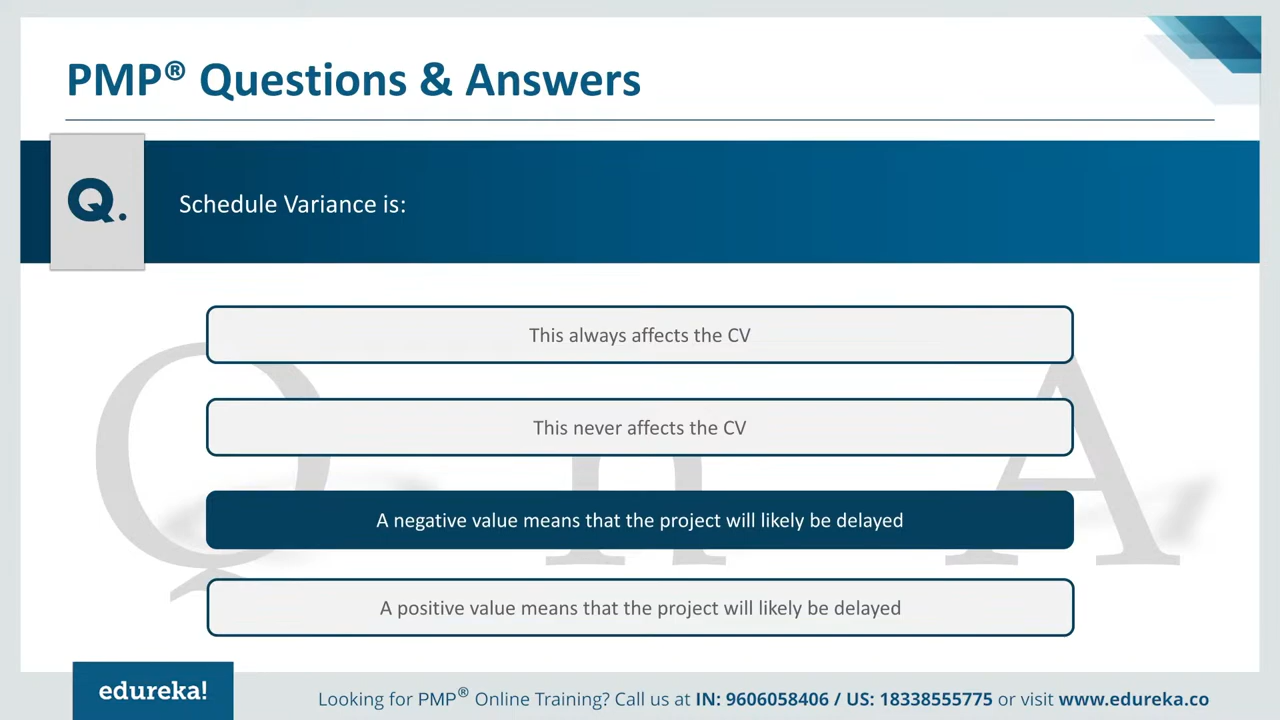 PMP® Questions & Answers
Q.
Schedule Variance is:
This always affects the CV
This never affects the CV
A negative value means that the project will likely be delayed
A positive value means that the project will likely be delayed
Q n A
edureka!
Looking for PMP® Online Training? Call us at IN: 9606058406 / US: 18338555775 or visit www.edureka.co